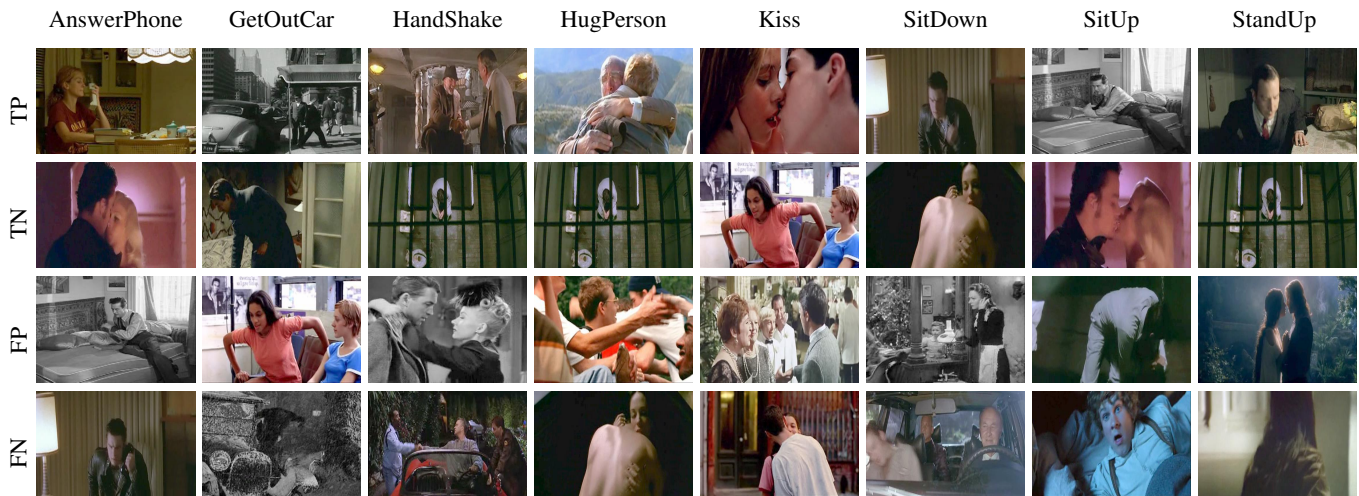 AnswerPhone GetOutCar HandShake HugPerson Kiss SitDown SitUp StandUp
TP
TN
FP
FN